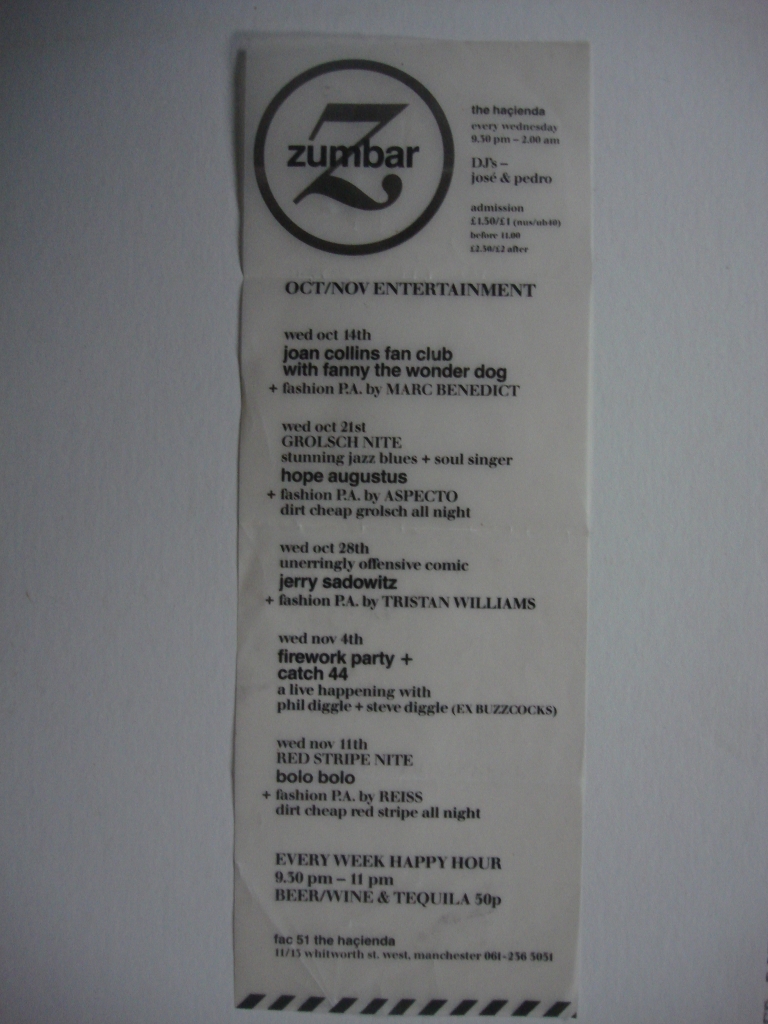 Z
zumbar
the haçienda
every wednesday
9.30 pm – 2.00 am
DJ's –
josé & pedro
admission
£1.50/£1 (nus/ub40)
before 11.00
£2.50/£2 after
OCT/NOV ENTERTAINMENT
wed oct 14th
joan collins fan club
with fanny the wonder dog
+ fashion P.A. by MARC BENEDICT
wed oct 21st
GROLSCH NITE
stunning jazz blues + soul singer
hope augustus
+ fashion P.A. by ASPECTO
dirt cheap grolsch all night
wed oct 28th
unerringly offensive comic
jerry sadowitz
+ fashion P.A. by TRISTAN WILLIAMS
wed nov 4th
firework party +
catch 44
a live happening with
phil diggle + steve diggle (EX BUZZCOCKS)
wed nov 11th
RED STRIPE NITE
bolo bolo
+ fashion P.A. by REISS
dirt cheap red stripe all night
EVERY WEEK HAPPY HOUR
9.30 pm – 11 pm
BEER/WINE & TEQUILA 50p
fac 51 the haçienda
11/13 whitworth st. west, manchester 061-236 5051